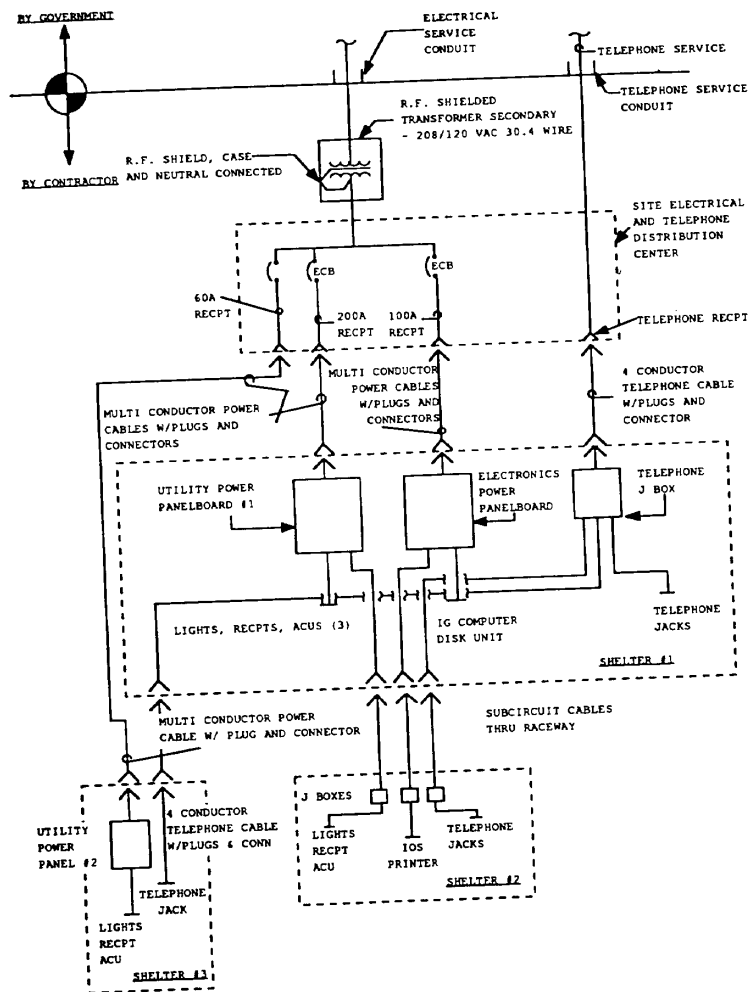 BY GOVERNMENT
ELECTRICAL
SERVICE
CONDUIT
TELEPHONE SERVICE
TELEPHONE SERVICE
CONDUIT
R.F. SHIELDED
TRANSFORMER SECONDARY
- 208/120 VAC 30.4 WIRE
BY CONTRACTOR
R.F. SHIELD, CASE
AND NEUTRAL CONNECTED
SITE ELECTRICAL
AND TELEPHONE
DISTRIBUTION
CENTER
ECB
ECB
60A
RECPT
200A
RECPT
100A
RECPT
TELEPHONE RECPT
MULTI CONDUCTOR POWER
CABLES W/PLUGS AND
CONNECTORS
MULTI CONDUCTOR
POWER CABLES
W/PLUGS AND
CONNECTORS
4 CONDUCTOR
TELEPHONE CABLE
W/PLUGS AND
CONNECTOR
UTILITY POWER
PANELBOARD #1
ELECTRONICS
POWER
PANELBOARD
TELEPHONE
J BOX
LIGHTS, RECPTS, ACUS (3)
IG COMPUTER
DISK UNIT
TELEPHONE
JACKS
SHELTER #1
MULTI CONDUCTOR POWER
CABLE W/ PLUG AND CONNECTOR
SUBCIRCUIT CABLES
THRU RACEWAY
UTILITY
POWER
PANEL #2
4 CONDUCTOR
TELEPHONE CABLE
W/PLUGS & CONN
TELEPHONE
JACK
LIGHTS
RECPT
ACU
SHELTER #3
J BOXES
LIGHTS
RECPT
ACU
IOS
PRINTER
TELEPHONE
JACKS
SHELTER #2